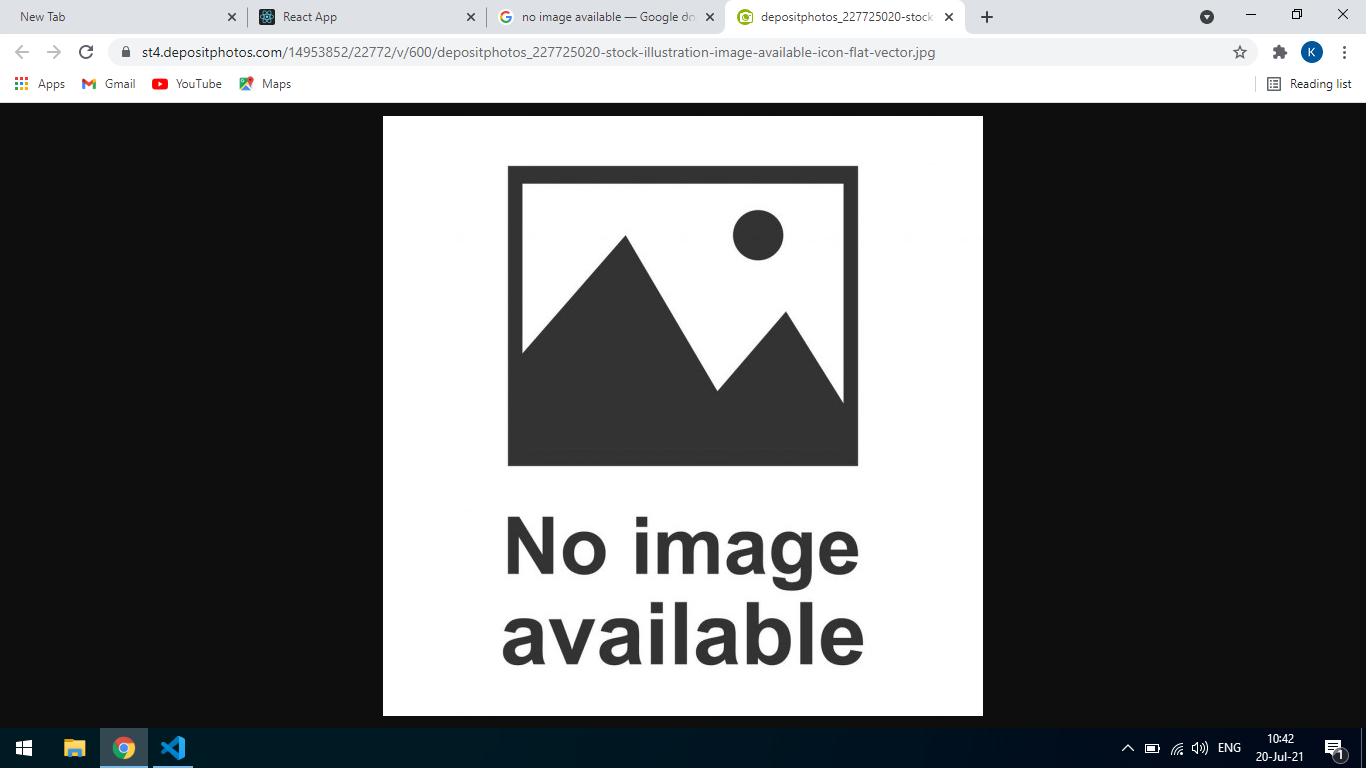 New Tab
React App
no image available — Google do
depositphotos_227725020-stock
st4.depositphotos.com/14953852/22772/v/600/depositphotos_227725020-stock-illustration-image-available-icon-flat-vector.jpg
K
Apps
Gmail
YouTube
Maps
Reading list
No image
available
ENG
10:42
20-Jul-21
1